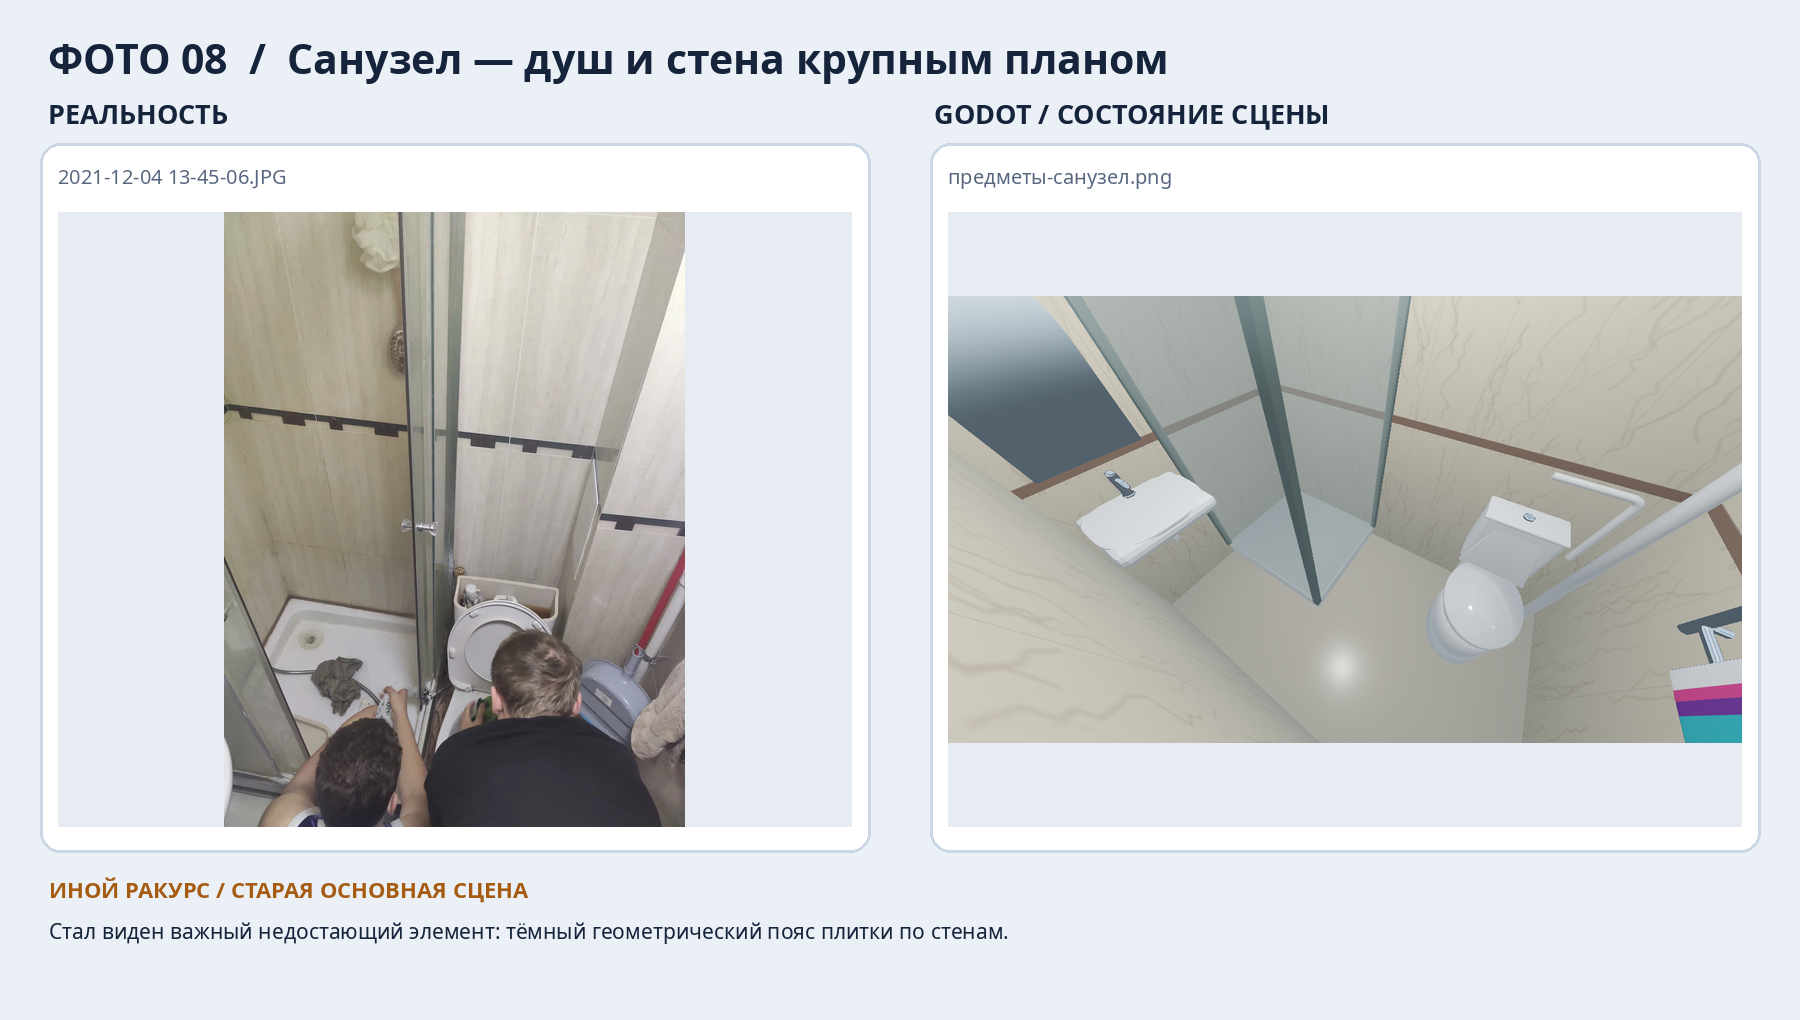 ФОТО 08 / Санузел — душ и стена крупным планом
РЕАЛЬНОСТЬ
GODOT / СОСТОЯНИЕ СЦЕНЫ
2021-12-04 13-45-06.JPG
предметы-санузел.png
ИНОЙ РАКУРС / СТАРАЯ ОСНОВНАЯ СЦЕНА
Стал виден важный недостающий элемент: тёмный геометрический пояс плитки по стенам.